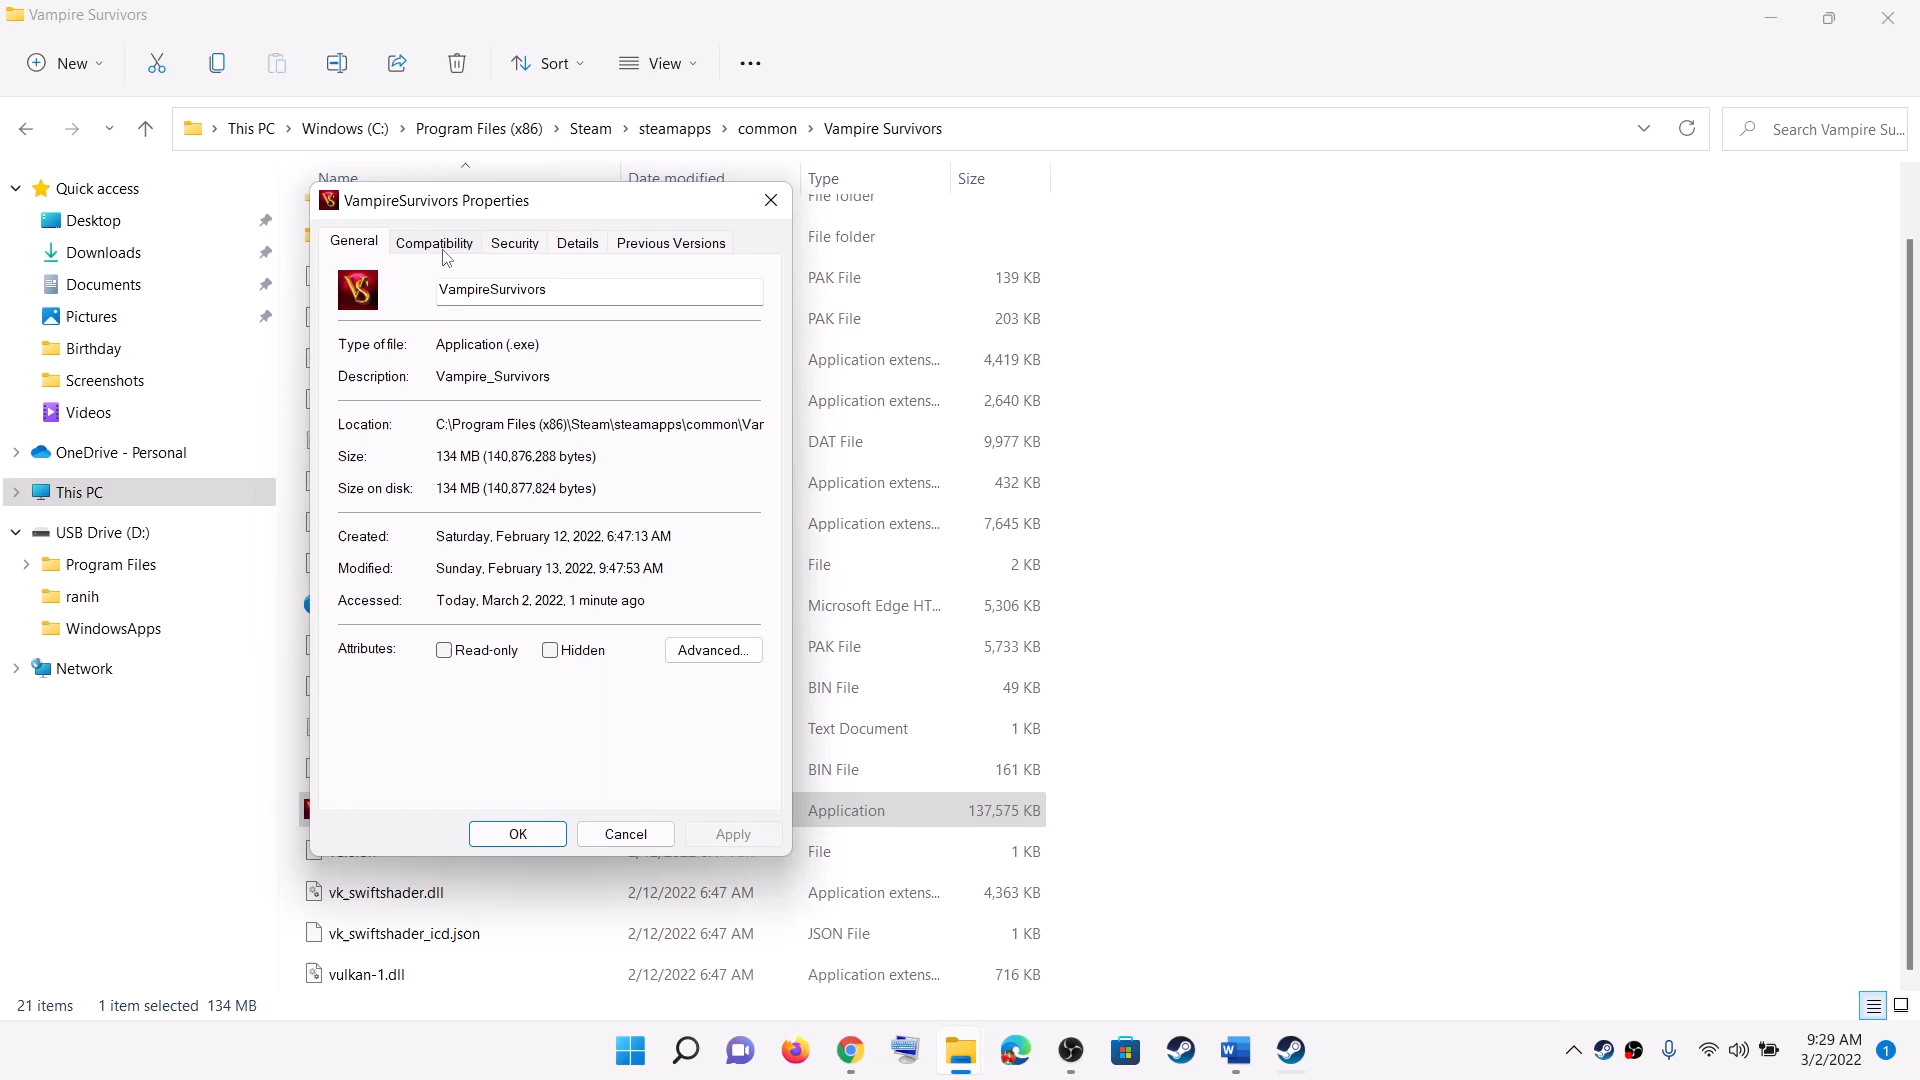 Vampire Survivors
New
Sort
View
This PC > Windows (C:) > Program Files (x86) > Steam > steamapps > common > Vampire Survivors
Search Vampire Su...
Name
Date modified
Type
Size
Quick access
Desktop
Downloads
Documents
Pictures
Birthday
Screenshots
Videos
OneDrive - Personal
This PC
USB Drive (D:)
Program Files
ranih
WindowsApps
Network
VampireSurvivors Properties
General
Compatibility
Security
Details
Previous Versions
VampireSurvivors
Type of file: Application (.exe)
Description: Vampire_Survivors
Location: C:\Program Files (x86)\Steam\steamapps\common\Var
Size: 134 MB (140,876,288 bytes)
Size on disk: 134 MB (140,877,824 bytes)
Created: Saturday, February 12, 2022, 6:47:13 AM
Modified: Sunday, February 13, 2022, 9:47:53 AM
Accessed: Today, March 2, 2022, 1 minute ago
Attributes: Read-only Hidden Advanced...
OK Cancel Apply
File folder
File folder
PAK File 139 KB
PAK File 203 KB
Application extens... 4,419 KB
Application extens... 2,640 KB
DAT File 9,977 KB
Application extens... 432 KB
Application extens... 7,645 KB
File 2 KB
Microsoft Edge HT... 5,306 KB
PAK File 5,733 KB
BIN File 49 KB
Text Document 1 KB
BIN File 161 KB
Application 137,575 KB
File 1 KB
vk_swiftshader.dll 2/12/2022 6:47 AM Application extens... 4,363 KB
vk_swiftshader_icd.json 2/12/2022 6:47 AM JSON File 1 KB
vulkan-1.dll 2/12/2022 6:47 AM Application extens... 716 KB
21 items 1 item selected 134 MB
9:29 AM
3/2/2022
1